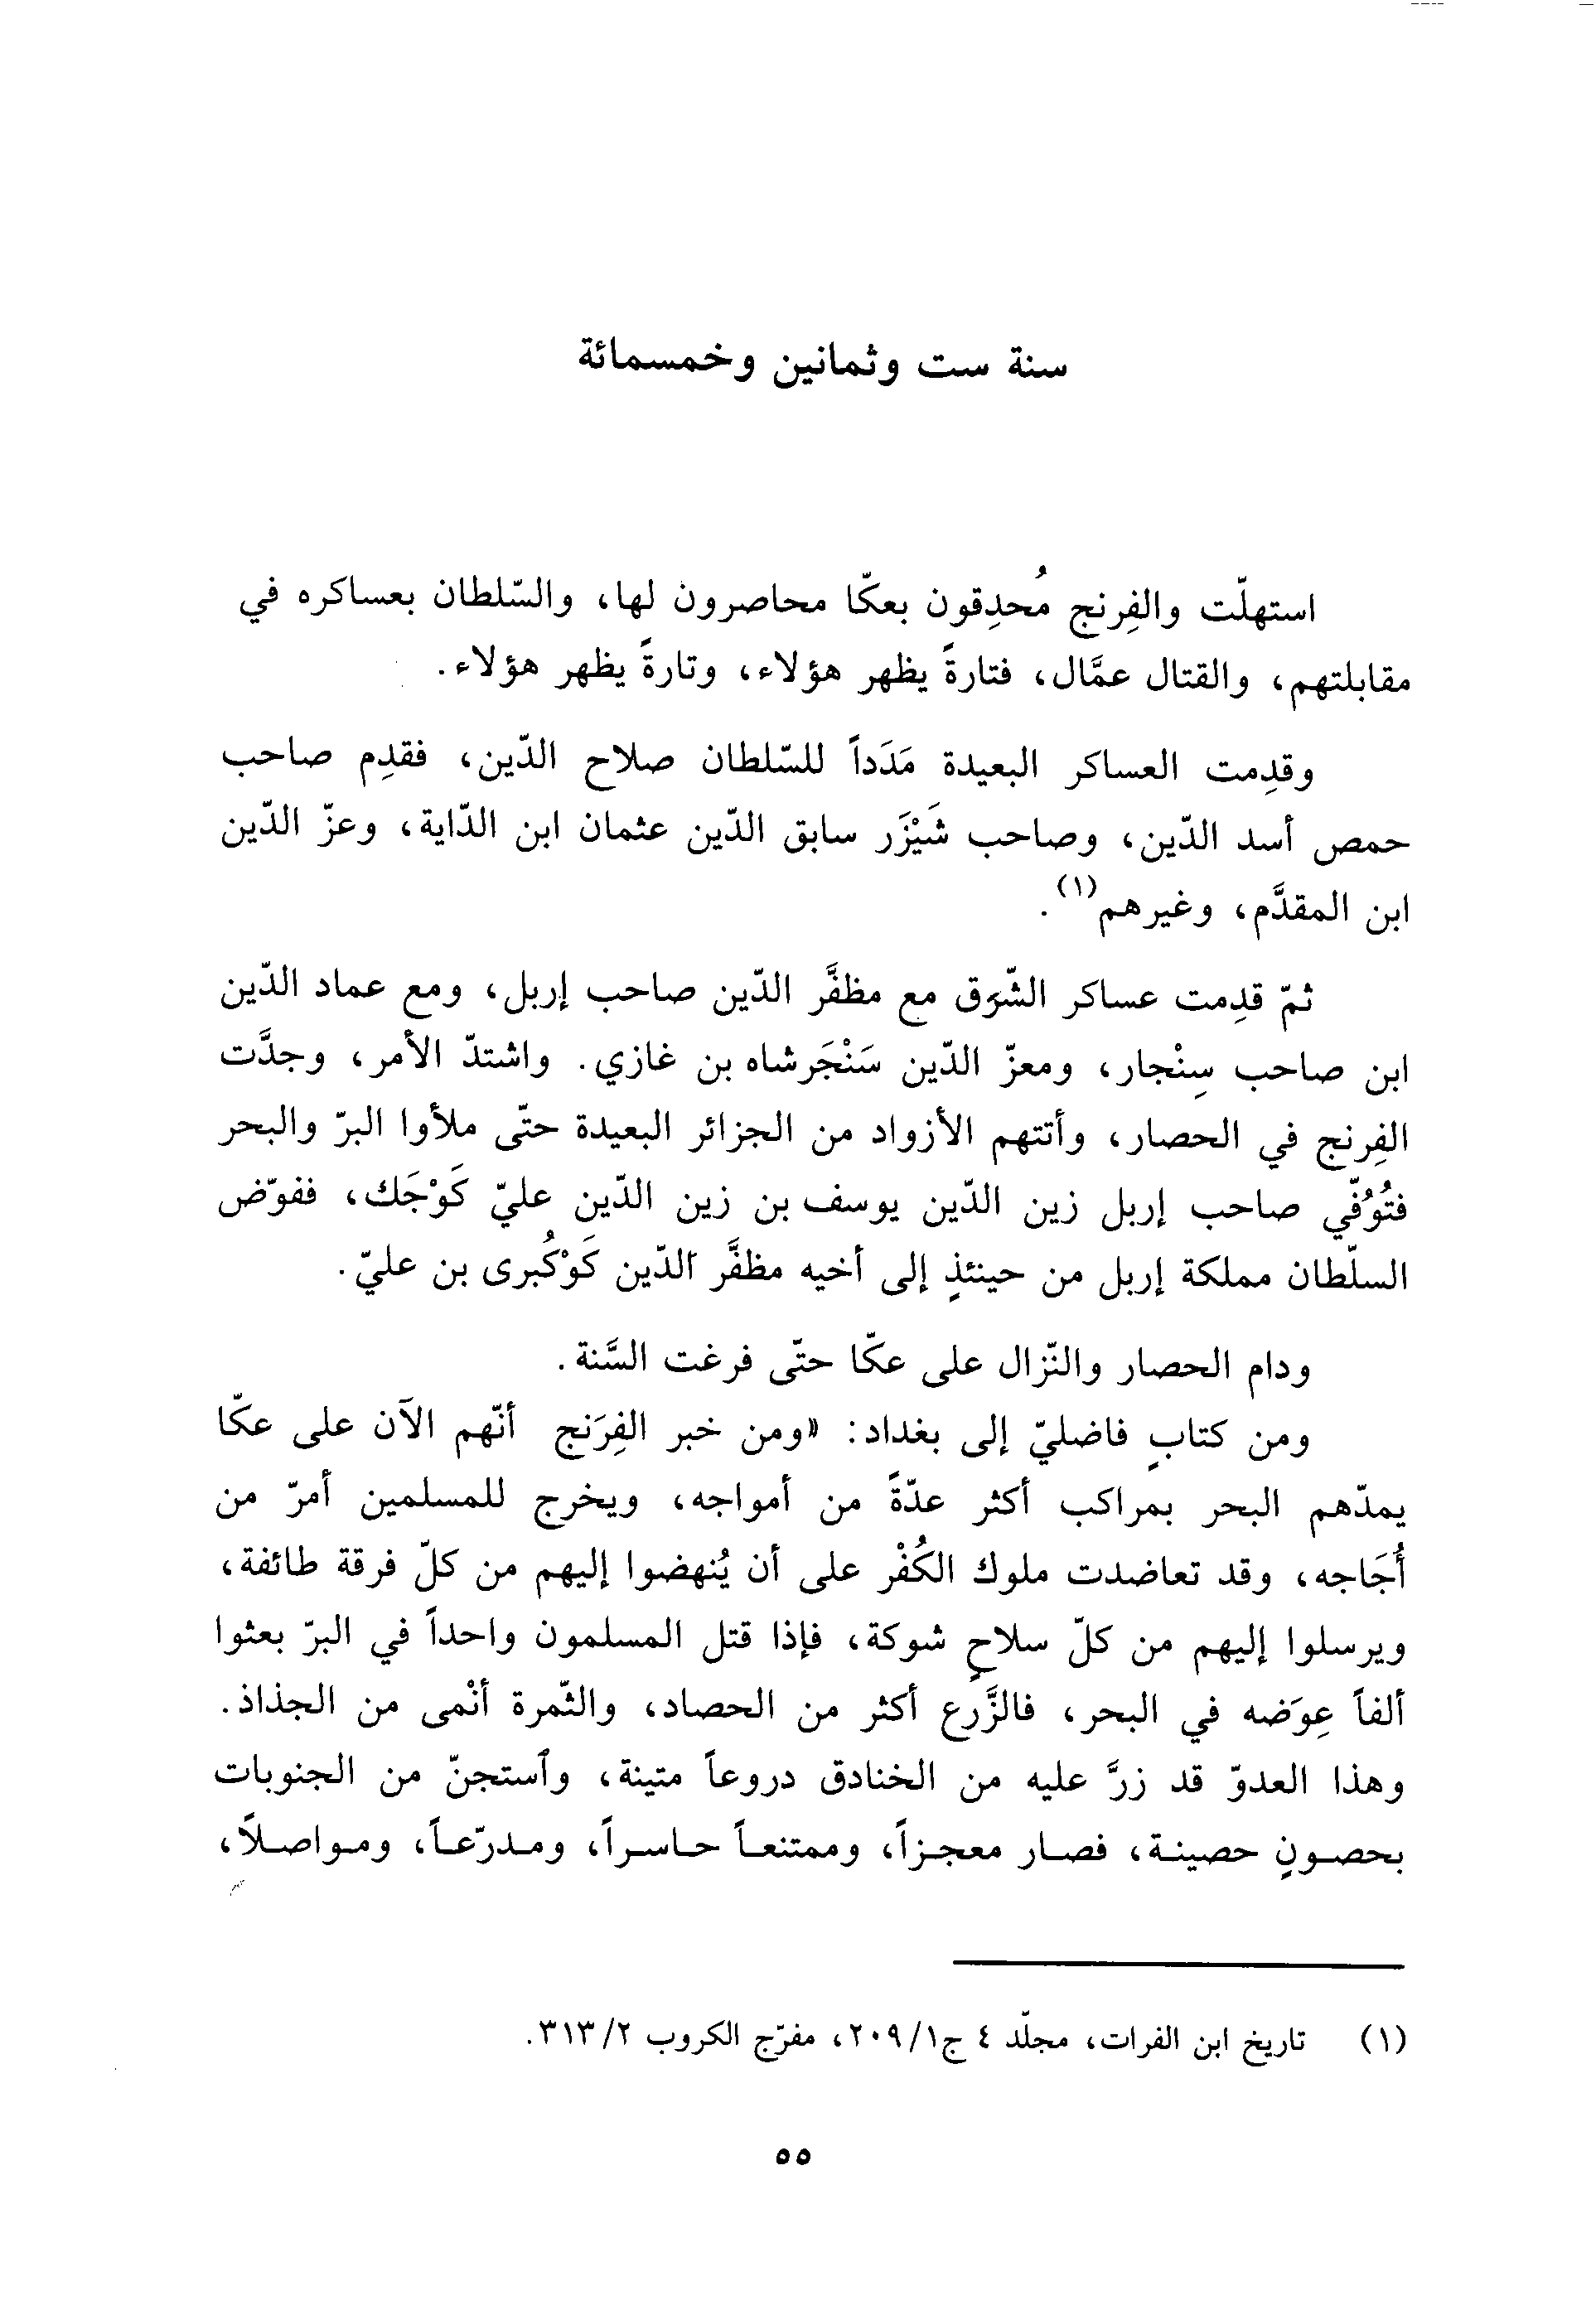 سنة ست وثمانين وخمسمائة
استهلّت والفِرنج مُحدِقون بعكّا محاصرون لها، والسّلطان بعساكره في
مقابلتهم، والقتال عمَّال، فتارةً يظهر هؤلاء، وتارةً يظهر هؤلاء.
وقدِمت العساكر البعيدة مَدَداً للسّلطان صلاح الدّين، فقدِم صاحب
حمص أسد الدّين، وصاحب شَيْزَر سابق الدّين عثمان ابن الدّاية، وعزّ الدّين
ابن المقدَّم، وغيرهم(١).
ثمّ قدِمت عساكر الشّرق مع مظفَّر الدّين صاحب إربل، ومع عماد الدّين
ابن صاحب سِنْجار، ومعزّ الدّين سَنْجَرشاه بن غازي. واشتدّ الأمر، وجدَّت
الفِرنج في الحصار، وأتتهم الأزواد من الجزائر البعيدة حتّى ملأوا البرّ والبحر
فتُوُفّي صاحب إربل زين الدّين يوسف بن زين الدّين عليّ كَوْجَك، ففوّض
السلّطان مملكة إربل من حينئذٍ إلى أخيه مظفَّر الدّين كَوْكُبرى بن عليّ.
ودام الحصار والنّزال على عكّا حتّى فرغت السَّنة.
ومن كتابٍ فاضليّ إلى بغداد: «ومن خبر الفِرَنج أنّهم الآن على عكّا
يمدّهم البحر بمراكب أكثر عدّةً من أمواجه، ويخرج للمسلمين أمرّ من
أُجَاجه، وقد تعاضدت ملوك الكُفْر على أن يُنهضوا إليهم من كلّ فرقة طائفة،
ويرسلوا إليهم من كلّ سلاحٍ شوكة، فإذا قتل المسلمون واحداً في البرّ بعثوا
ألفاً عِوَضه في البحر، فالزَّرع أكثر من الحصاد، والثّمرة أنْمى من الجذاذ.
وهذا العدوّ قد زرَّ عليه من الخنادق دروعاً متينة، وآستجنّ من الجنوبات
بحصونٍ حصينة، فصار معجزاً، وممتنعاً حاسراً، ومدرّعاً، ومواصلاً،
(١) تاريخ ابن الفرات، مجلّد ٤ ج١/٢٠٩، مفرّج الكروب ٢/٣١٣.
٥٥